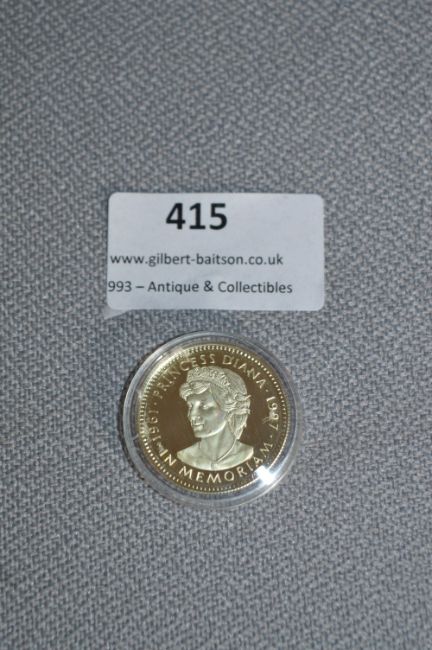 415
www.gilbert-baitson.co.uk
993 – Antique & Collectibles
1961 · PRINCESS DIANA · 1997
· IN MEMORIAM ·